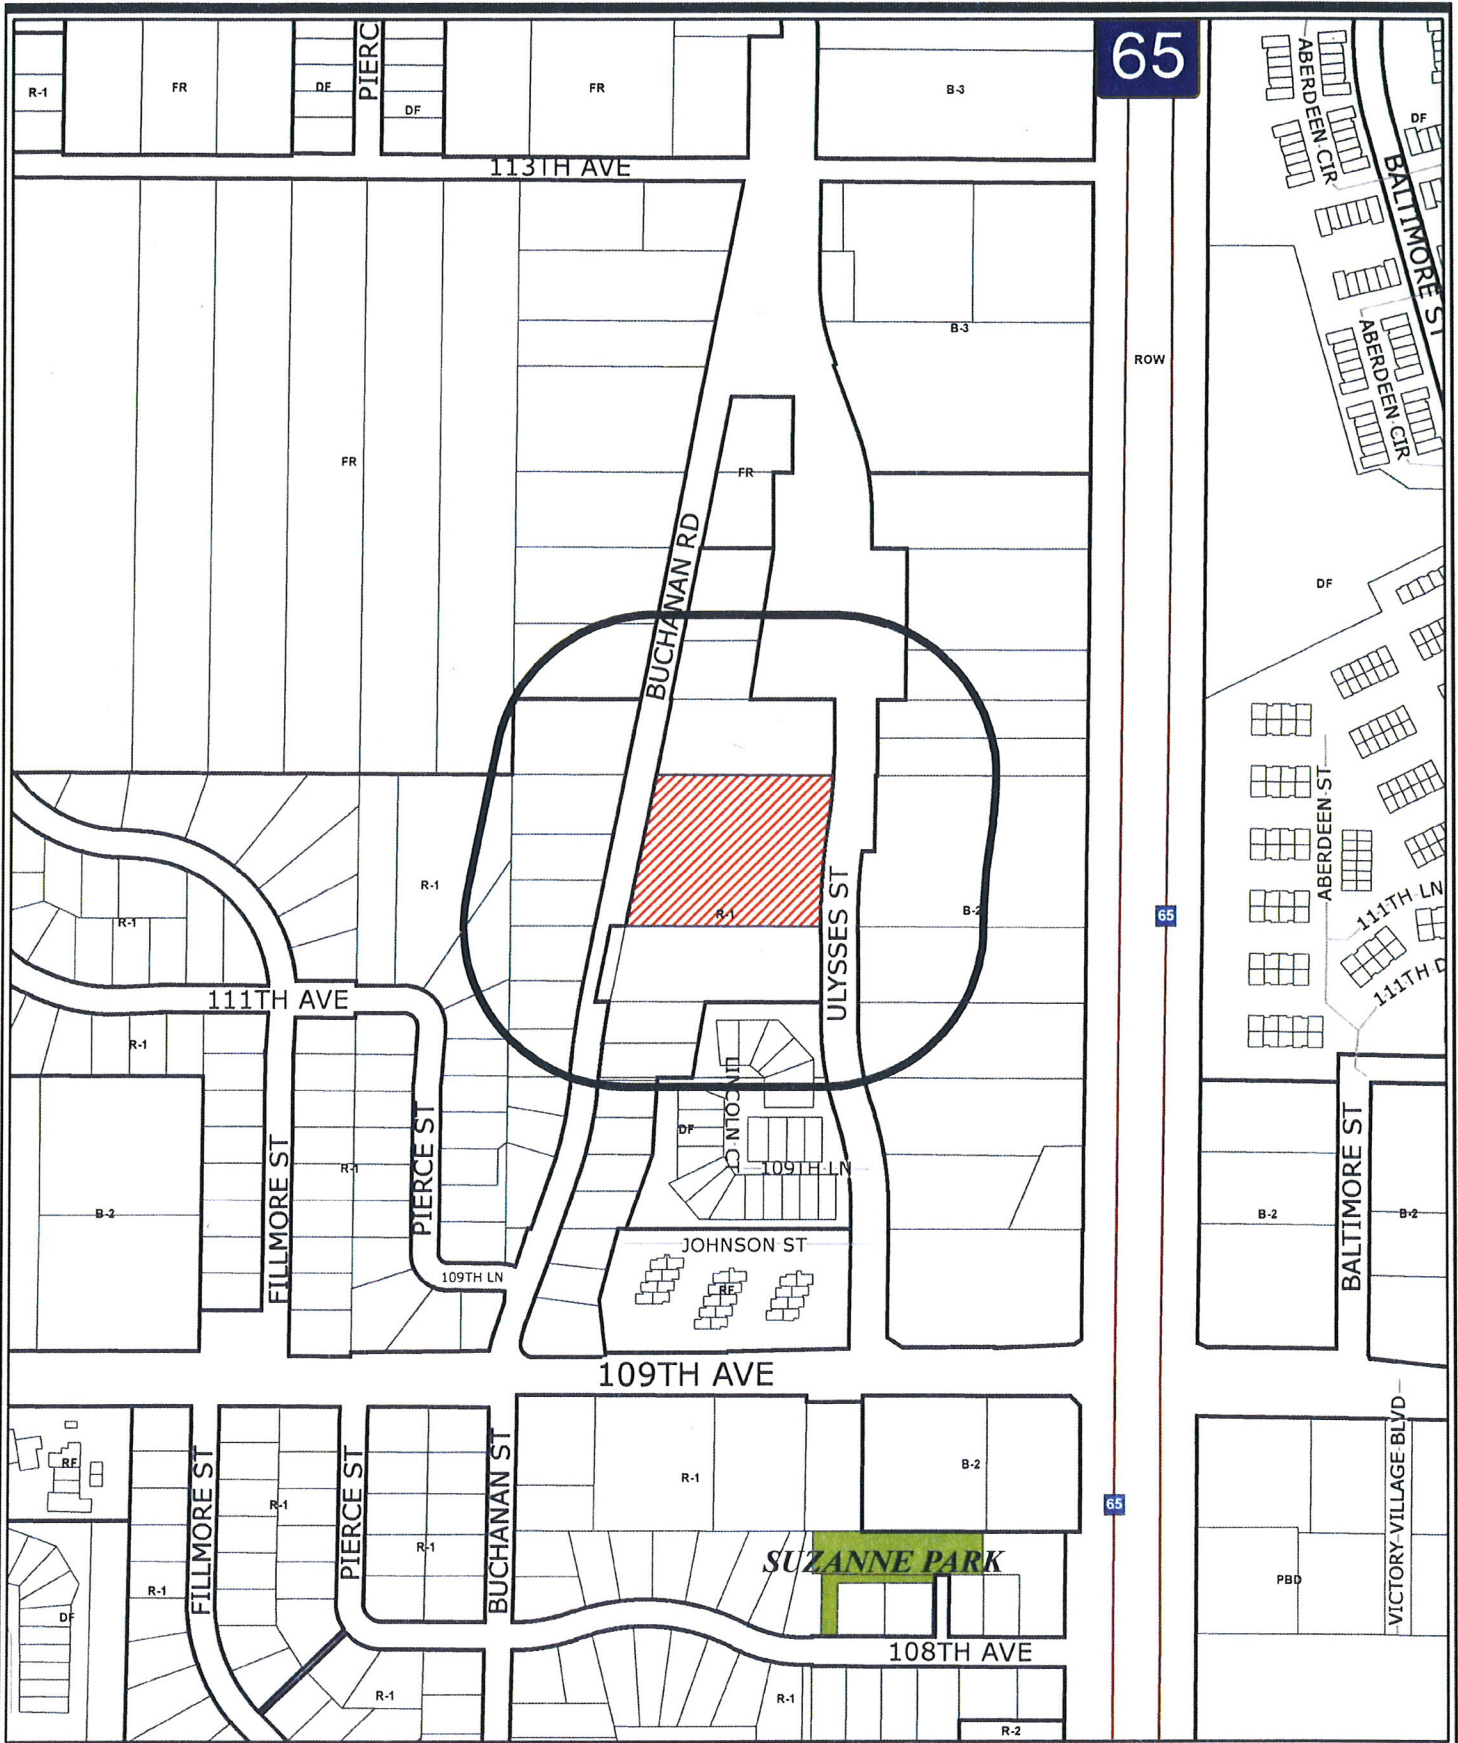 PIERC
65
R-1
FR
DF
DF
FR
B-3
ABERDEEN CIR
DF
113TH AVE
BALTIMORE ST
B-3
ROW
ABERDEEN CIR
FR
FR
BUCHANAN RD
DF
ABERDEEN ST
R-1
R-1
R-1
B-2
65
111TH LN
111TH D
ULYSSES ST
111TH AVE
R-1
LINCOLN CT
DF
109TH LN
R-1
PIERCE ST
FILLMORE ST
B-2
B-2
BALTIMORE ST
B-2
JOHNSON ST
109TH LN
RF
109TH AVE
RF
FILLMORE ST
R-1
PIERCE ST
R-1
BUCHANAN ST
R-1
B-2
65
VICTORY VILLAGE BLVD
SUZANNE PARK
PBD
R-1
DF
108TH AVE
R-1
R-1
R-2